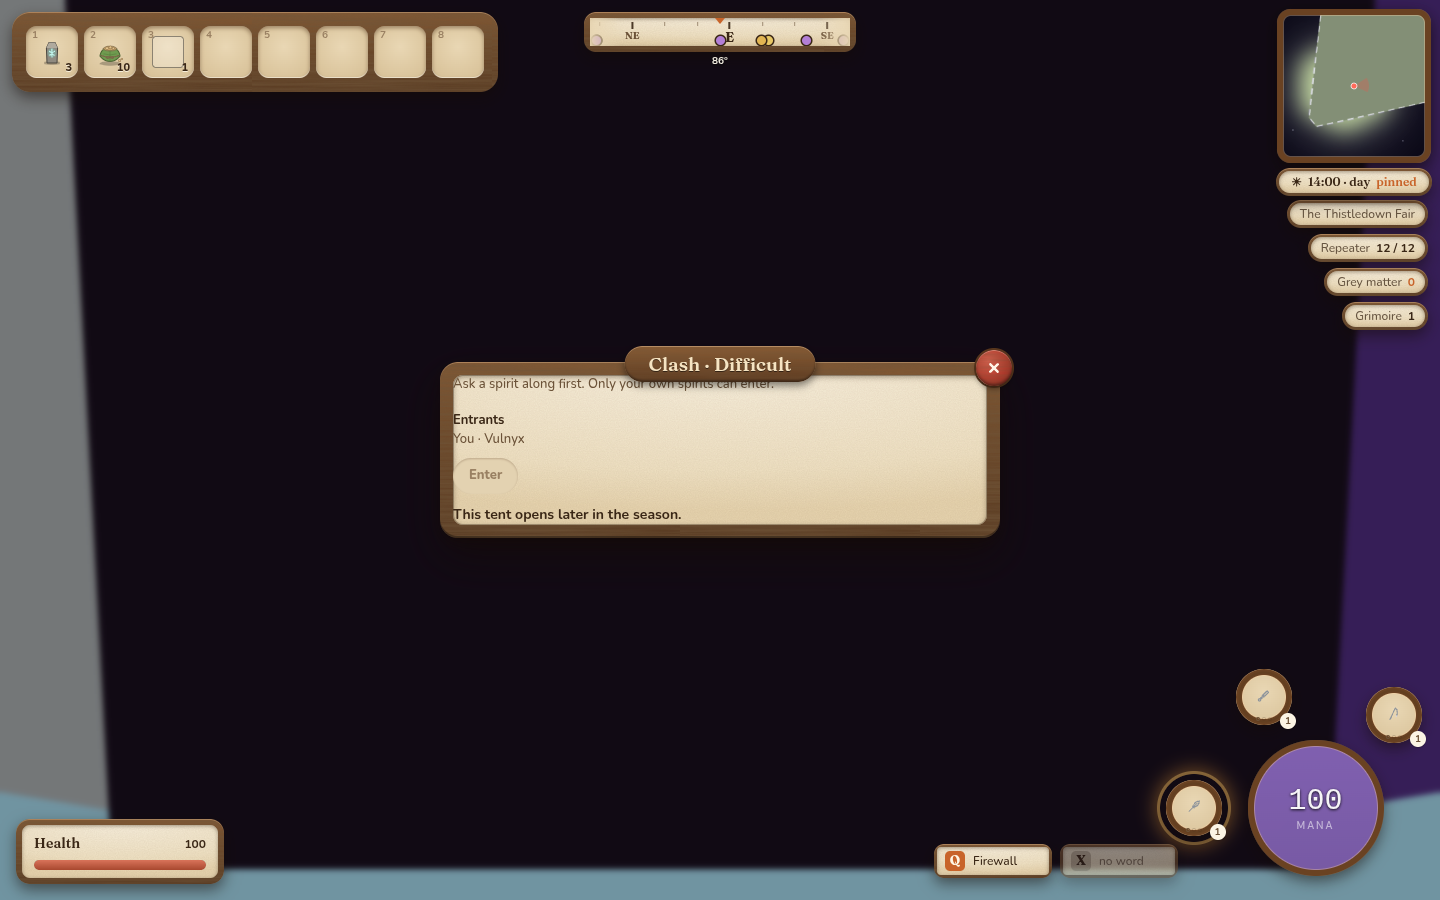 1 2 3 4 5 6 7 8
3 10 1
NE E SE
86°
☀ 14:00 · day pinned
The Thistledown Fair
Repeater 12 / 12
Grey matter 0
Grimoire 1
Clash · Difficult
×
Ask a spirit along first. Only your own spirits can enter.
Entrants
You · Vulnyx
Enter
This tent opens later in the season.
1
1
1
100
MANA
Health 100
Q Firewall
X no word